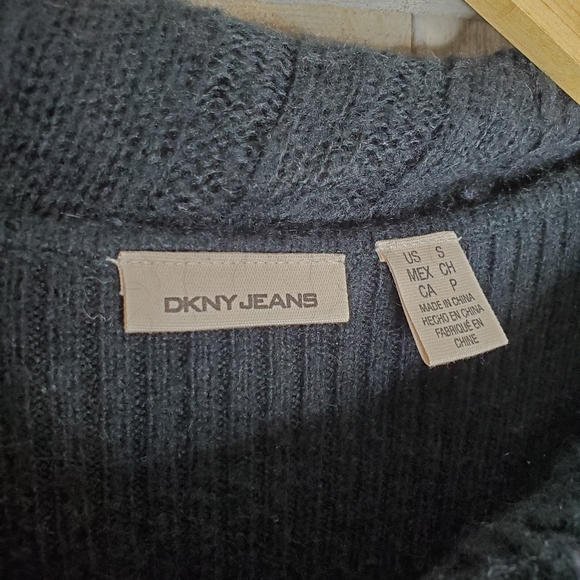 DKNY JEANS
US S
MEX CH
CA P
MADE IN CHINA
HECHO EN CHINA
FABRIQUÉ EN
CHINE